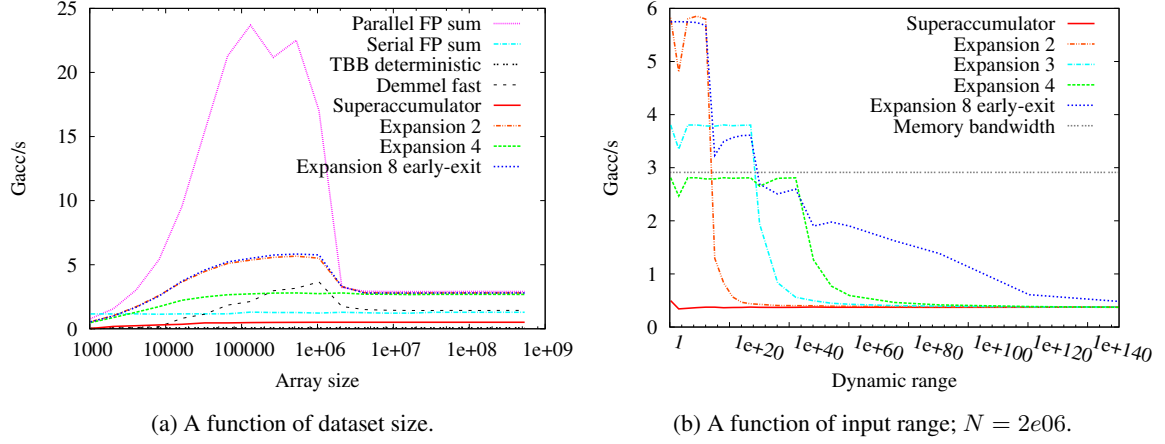 25
20
15
10
5
0
Gacc/s
Parallel FP sum
Serial FP sum
TBB deterministic
Demmel fast
Superaccumulator
Expansion 2
Expansion 4
Expansion 8 early-exit
1000 10000 100000 1e+06 1e+07 1e+08 1e+09
Array size
(a) A function of dataset size.
6
5
4
3
2
1
0
Gacc/s
Superaccumulator
Expansion 2
Expansion 3
Expansion 4
Expansion 8 early-exit
Memory bandwidth
1 1e+20 1e+40 1e+60 1e+80 1e+100 1e+120 1e+140
Dynamic range
(b) A function of input range; N = 2e06.